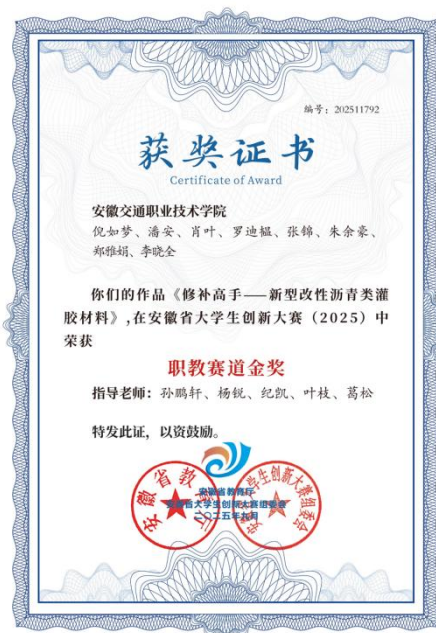 编号：202511792
获奖证书
Certificate of Award
安徽交通职业技术学院
倪如梦、潘安、肖叶、罗迪韫、张锦、朱余豪、
郑雅娟、李晓全
你们的作品《修补高手——新型改性沥青类灌
胶材料》，在安徽省大学生创新大赛（2025）中
荣获
职教赛道金奖
指导老师：孙鹏轩、杨锐、纪凯、叶枝、葛松
特发此证，以资鼓励。
安徽省教育厅
安徽省大学生创新大赛组委会
二〇二五年九月